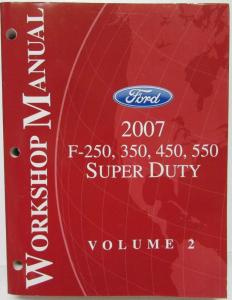 WORKSHOP MANUAL
Ford
2007
F-250, 350, 450, 550
SUPER DUTY
VOLUME 2